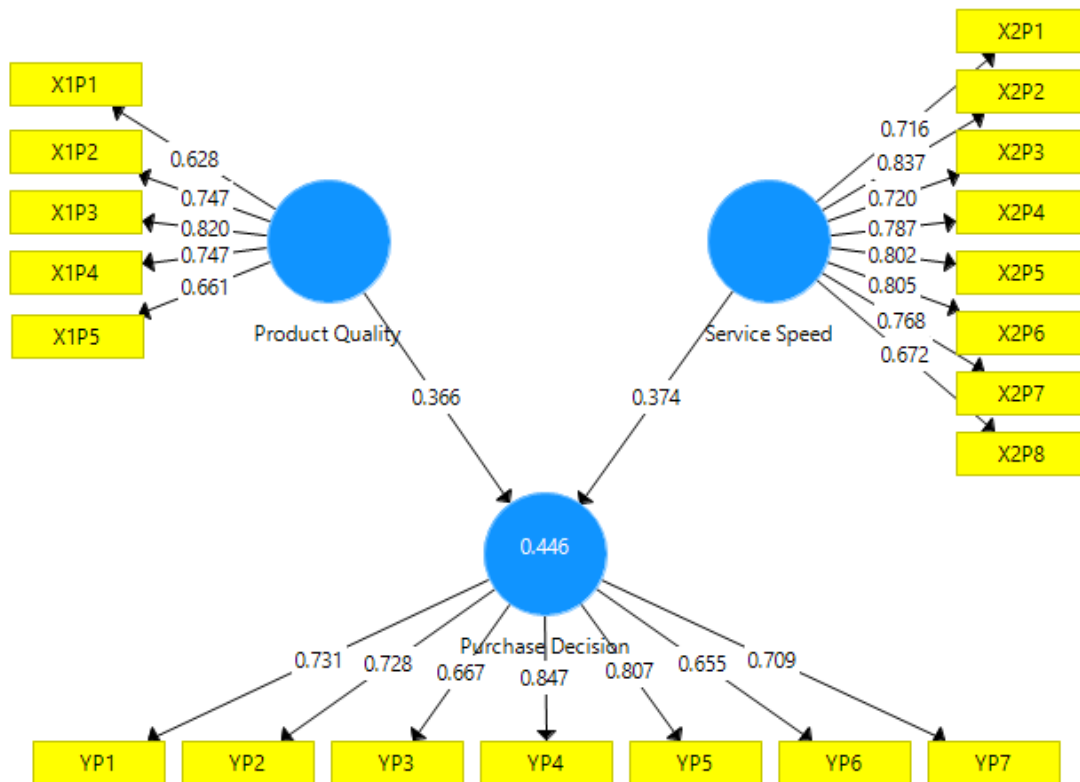 X1P1
X1P2
X1P3
X1P4
X1P5
0.628
0.747
0.820
0.747
0.661
Product Quality
X2P1
X2P2
X2P3
X2P4
X2P5
X2P6
X2P7
X2P8
0.716
0.837
0.720
0.787
0.802
0.805
0.768
0.672
Service Speed
0.366
0.374
0.446
Purchase Decision
0.731
0.728
0.667
0.847
0.807
0.655
0.709
YP1
YP2
YP3
YP4
YP5
YP6
YP7